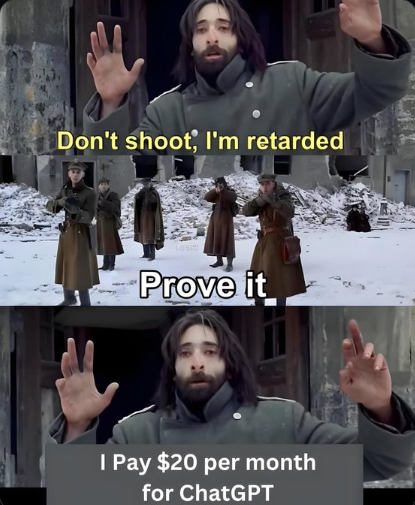 Don't shoot, I'm retarded
Prove it
I Pay $20 per month
for ChatGPT